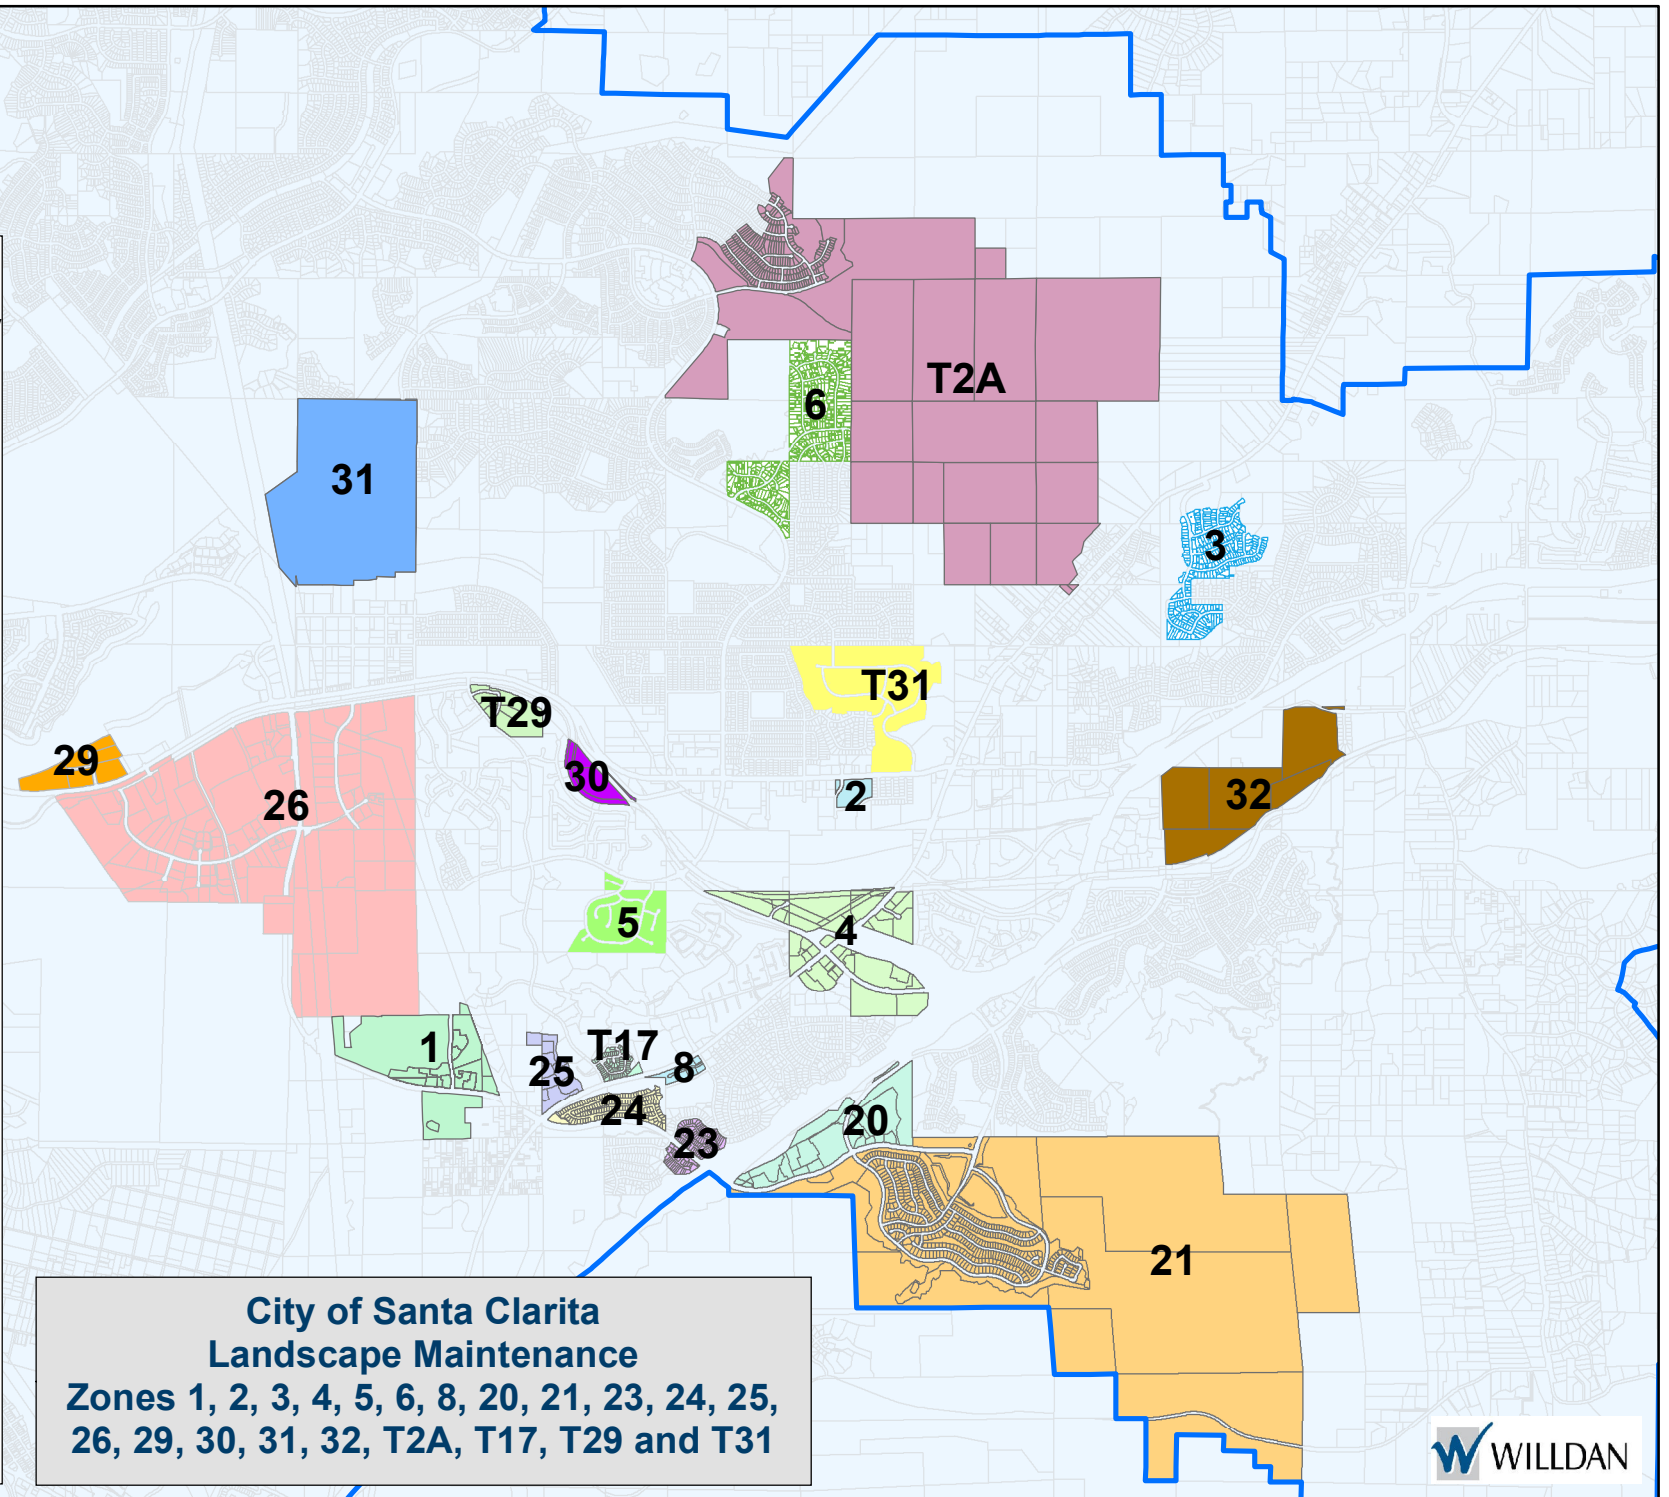 T2A
6
31
3
T31
T29
29
30
2
32
26
5
4
1
T17
25
8
24
20
23
21
City of Santa Clarita
Landscape Maintenance
Zones 1, 2, 3, 4, 5, 6, 8, 20, 21, 23, 24, 25,
26, 29, 30, 31, 32, T2A, T17, T29 and T31
W WILLDAN